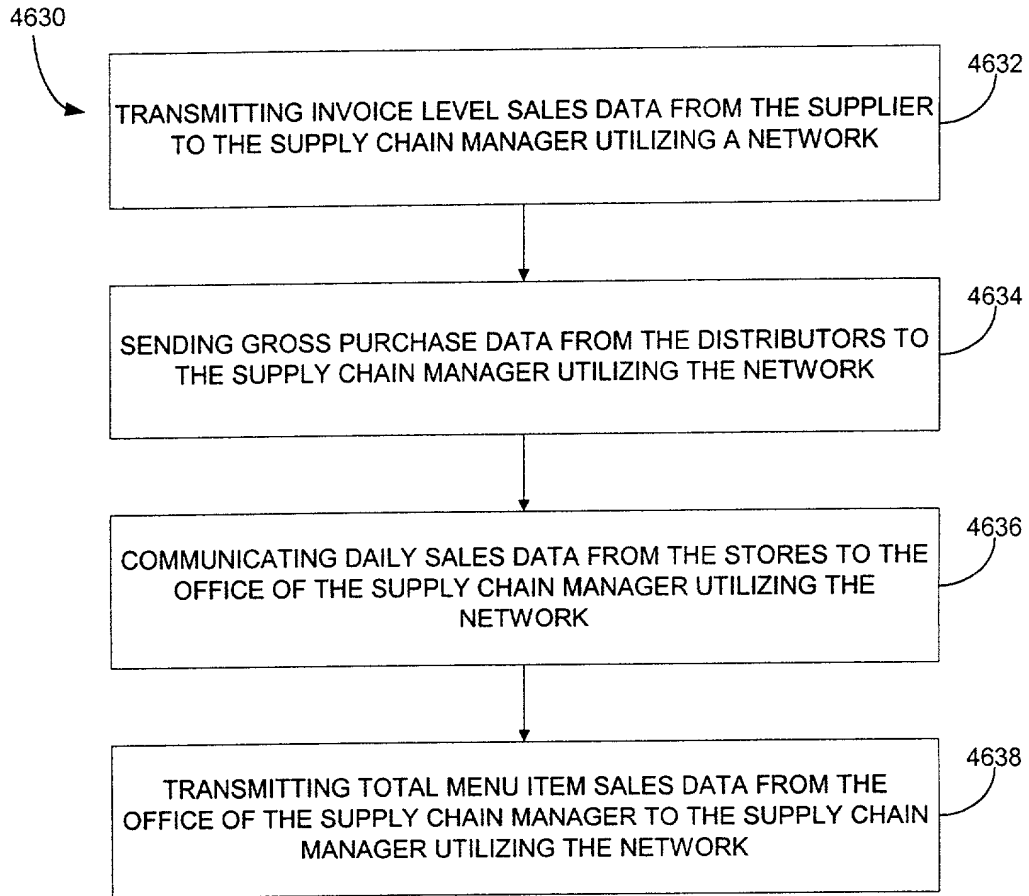 4630
4632
TRANSMITTING INVOICE LEVEL SALES DATA FROM THE SUPPLIER
TO THE SUPPLY CHAIN MANAGER UTILIZING A NETWORK
4634
SENDING GROSS PURCHASE DATA FROM THE DISTRIBUTORS TO
THE SUPPLY CHAIN MANAGER UTILIZING THE NETWORK
4636
COMMUNICATING DAILY SALES DATA FROM THE STORES TO THE
OFFICE OF THE SUPPLY CHAIN MANAGER UTILIZING THE
NETWORK
4638
TRANSMITTING TOTAL MENU ITEM SALES DATA FROM THE
OFFICE OF THE SUPPLY CHAIN MANAGER TO THE SUPPLY CHAIN
MANAGER UTILIZING THE NETWORK